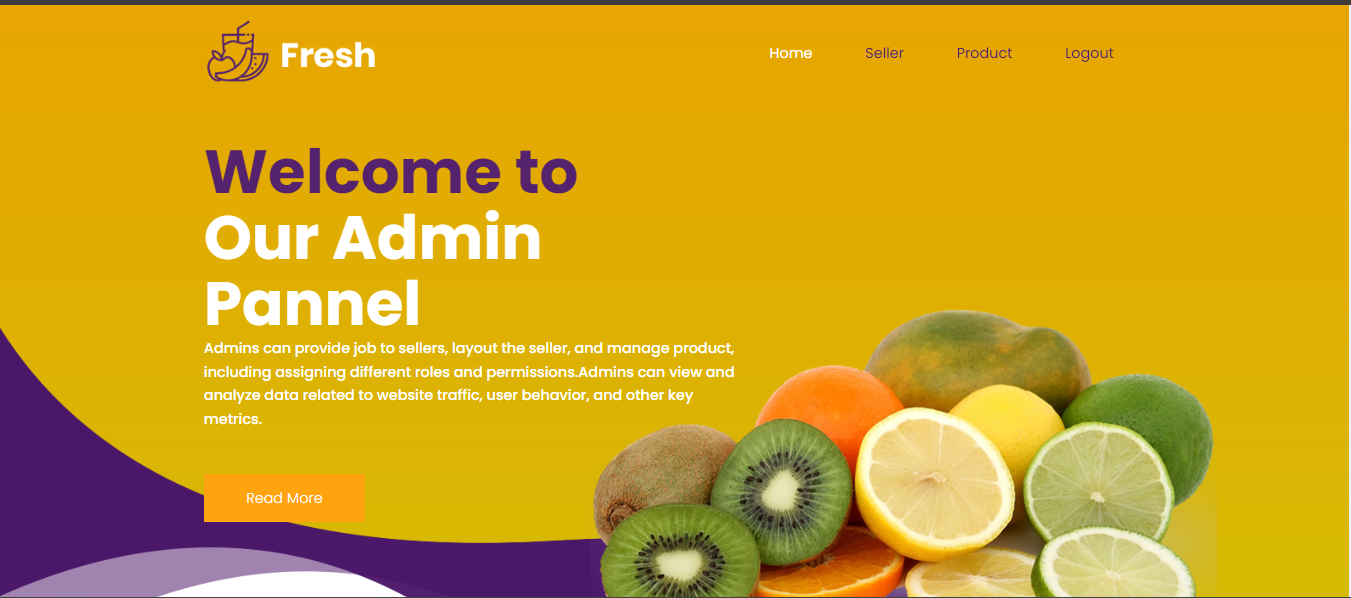 Fresh
Home
Seller
Product
Logout
Welcome to
Our Admin
Pannel
Admins can provide job to sellers, layout the seller, and manage product,
including assigning different roles and permissions.Admins can view and
analyze data related to website traffic, user behavior, and other key
metrics.
Read More